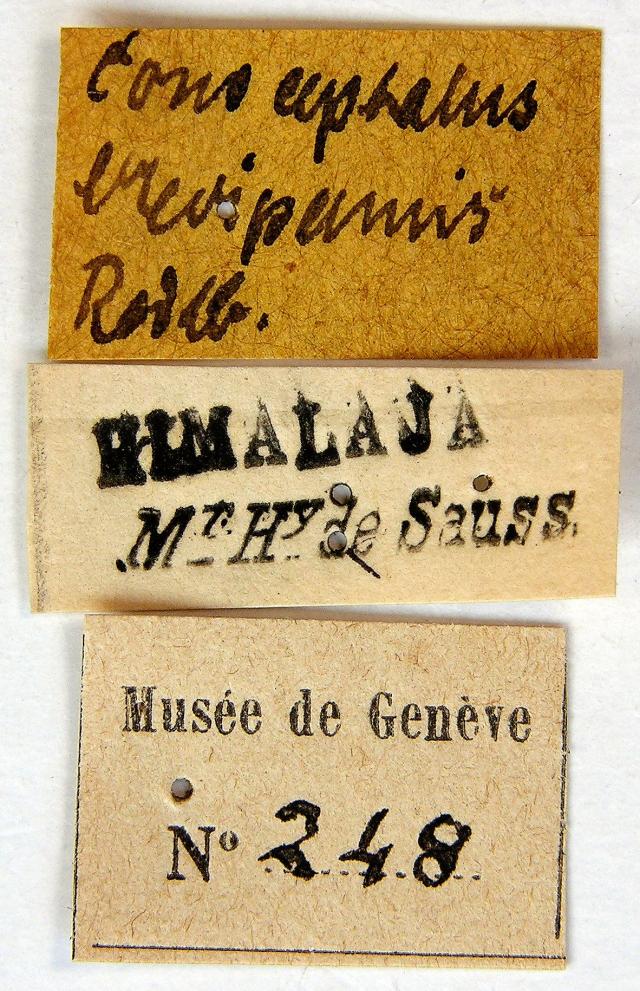 Conocephalus
brevipennis
Redtb.
HIMALAJA
Mr. Hy de Sauss.
Musée de Genève
No 248